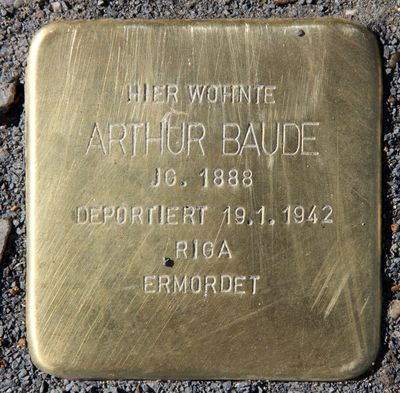 HIER WOHNTE
ARTHUR BAUDE
JG. 1888
DEPORTIERT 19.1.1942
RIGA
ERMORDET